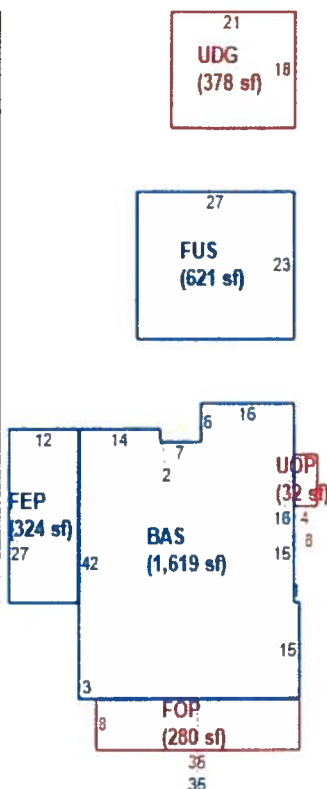 21
UDG
(378 sf)
18
27
FUS
(621 sf)
23
16
6
12
14
7
2
UOP
(32 sf)
4
8
FEP
(324 sf)
27
42
BAS
(1,619 sf)
16
15
15
3
FOP
8
(280 sf)
35